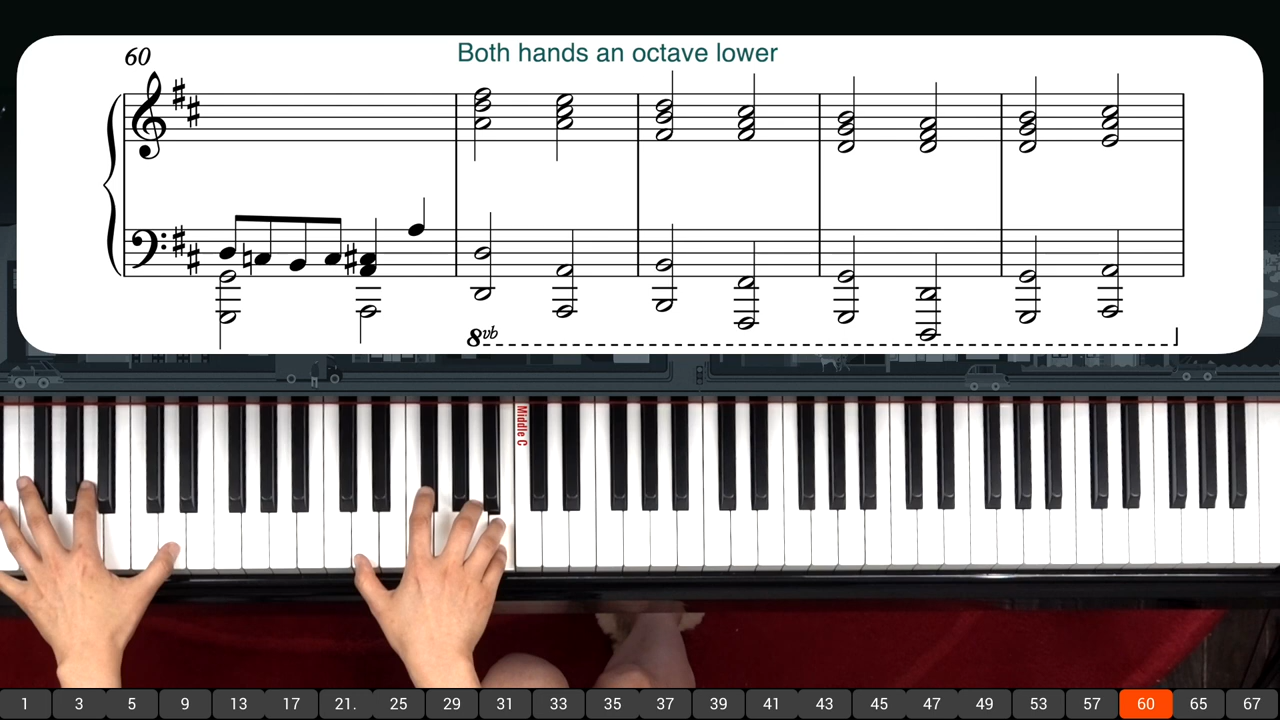 60
Both hands an octave lower
8vb
Middle C
1 3 5 9 13 17 21. 25 29 31 33 35 37 39 41 43 45 47 49 53 57 60 65 67